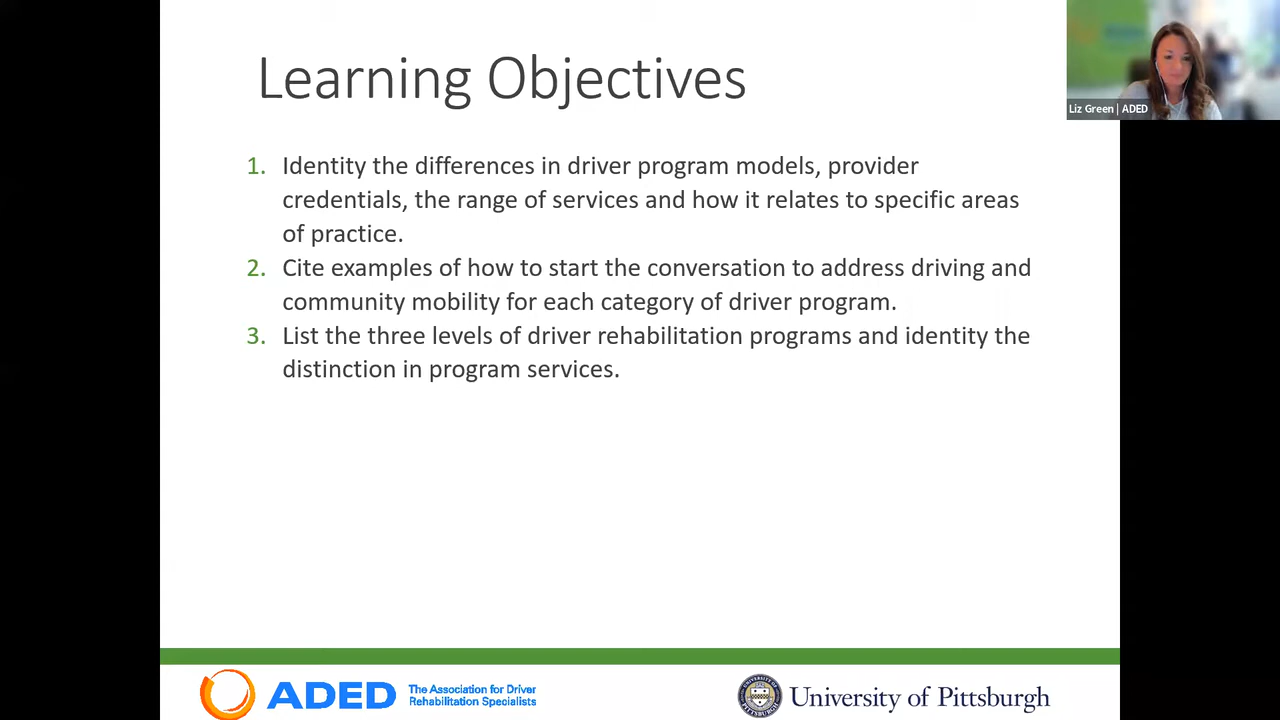 Learning Objectives
Liz Green | ADED
1. Identity the differences in driver program models, provider
credentials, the range of services and how it relates to specific areas
of practice.
2. Cite examples of how to start the conversation to address driving and
community mobility for each category of driver program.
3. List the three levels of driver rehabilitation programs and identity the
distinction in program services.
ADED
The Association for Driver
Rehabilitation Specialists
University of Pittsburgh